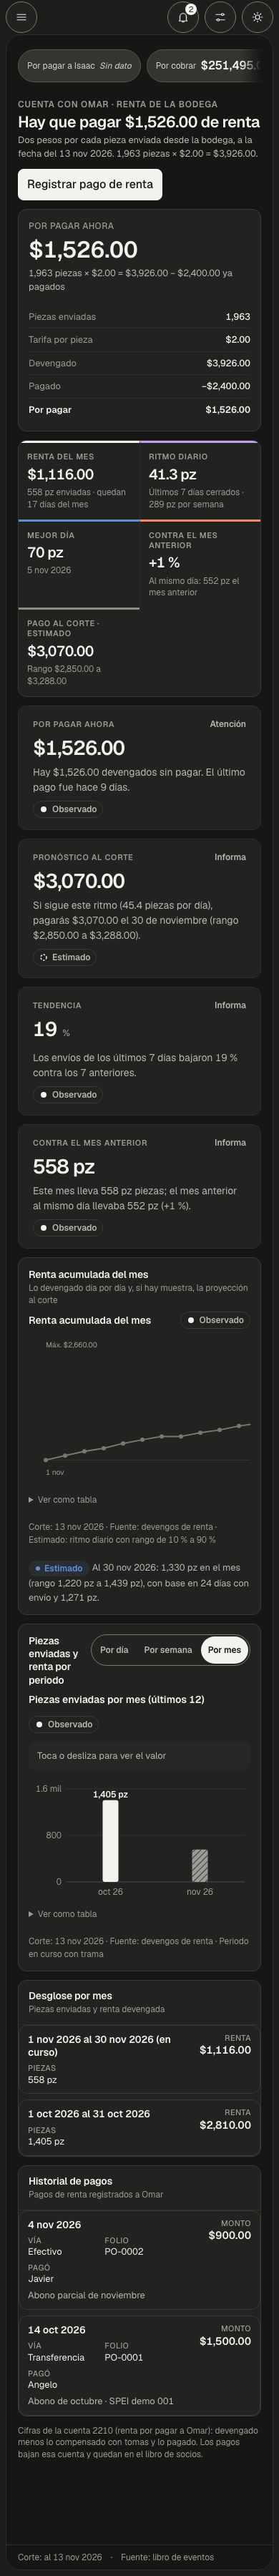 2
Por pagar a Isaac Sin dato
Por cobrar $251,495.
CUENTA CON OMAR · RENTA DE LA BODEGA
Hay que pagar $1,526.00 de renta
Dos pesos por cada pieza enviada desde la bodega, a la
fecha del 13 nov 2026. 1,963 piezas × $2.00 = $3,926.00.
Registrar pago de renta
POR PAGAR AHORA
$1,526.00
1,963 piezas × $2.00 = $3,926.00 − $2,400.00 ya
pagados
Piezas enviadas 1,963
Tarifa por pieza $2.00
Devengado $3,926.00
Pagado −$2,400.00
Por pagar $1,526.00
RENTA DEL MES
$1,116.00
558 pz enviadas · quedan
17 días del mes
RITMO DIARIO
41.3 pz
Últimos 7 días cerrados ·
289 pz por semana
MEJOR DÍA
70 pz
5 nov 2026
CONTRA EL MES
ANTERIOR
+1 %
Al mismo día: 552 pz el
mes anterior
PAGO AL CORTE ·
ESTIMADO
$3,070.00
Rango $2,850.00 a
$3,288.00
POR PAGAR AHORA Atención
$1,526.00
Hay $1,526.00 devengados sin pagar. El último
pago fue hace 9 días.
Observado
PRONÓSTICO AL CORTE Informa
$3,070.00
Si sigue este ritmo (45.4 piezas por día),
pagarás $3,070.00 el 30 de noviembre (rango
$2,850.00 a $3,288.00).
Estimado
TENDENCIA Informa
19 %
Los envíos de los últimos 7 días bajaron 19 %
contra los 7 anteriores.
Observado
CONTRA EL MES ANTERIOR Informa
558 pz
Este mes lleva 558 pz piezas; el mes anterior
al mismo día llevaba 552 pz (+1 %).
Observado
Renta acumulada del mes
Lo devengado día por día y, si hay muestra, la proyección
al corte
Renta acumulada del mes Observado
Máx. $2,660.00
1 nov
▶ Ver como tabla
Corte: 13 nov 2026 · Fuente: devengos de renta ·
Estimado: ritmo diario con rango de 10 % a 90 %
Estimado Al 30 nov 2026: 1,330 pz en el mes
(rango 1,220 pz a 1,439 pz), con base en 24 días con
envío y 1,271 pz.
Piezas
enviadas y
renta por
periodo
Por día Por semana Por mes
Piezas enviadas por mes (últimos 12)
Observado
Toca o desliza para ver el valor
1.6 mil
1,405 pz
800
0
oct 26 nov 26
▶ Ver como tabla
Corte: 13 nov 2026 · Fuente: devengos de renta · Periodo
en curso con trama
Desglose por mes
Piezas enviadas y renta devengada
1 nov 2026 al 30 nov 2026 (en
curso)
RENTA
$1,116.00
PIEZAS
558 pz
1 oct 2026 al 31 oct 2026
RENTA
$2,810.00
PIEZAS
1,405 pz
Historial de pagos
Pagos de renta registrados a Omar
4 nov 2026
MONTO
$900.00
VÍA FOLIO
Efectivo PO-0002
PAGÓ
Javier
Abono parcial de noviembre
14 oct 2026
MONTO
$1,500.00
VÍA FOLIO
Transferencia PO-0001
PAGÓ
Angelo
Abono de octubre · SPEI demo 001
Cifras de la cuenta 2210 (renta por pagar a Omar): devengado
menos lo compensado con tomas y lo pagado. Los pagos
bajan esa cuenta y quedan en el libro de socios.
Corte: al 13 nov 2026 · Fuente: libro de eventos